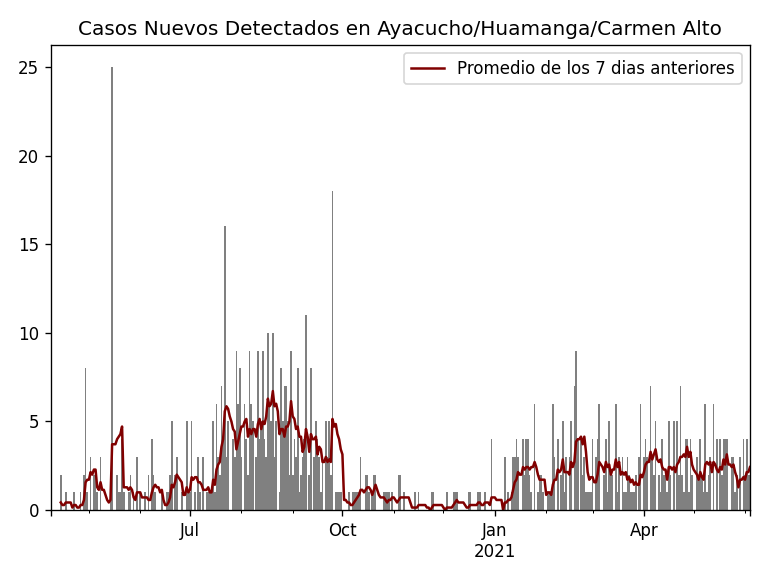 Casos Nuevos Detectados en Ayacucho/Huamanga/Carmen Alto
Promedio de los 7 dias anteriores
25
20
15
10
5
0
Jul
Oct
Jan
2021
Apr